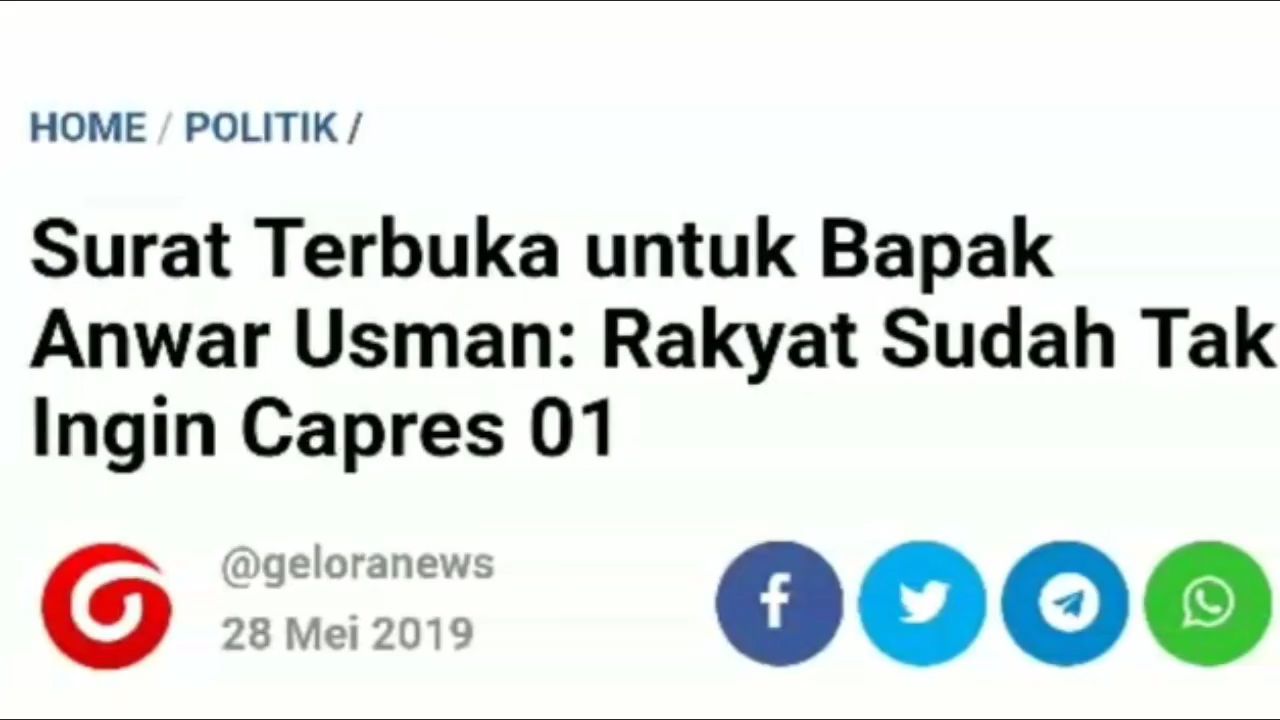 HOME / POLITIK /
Surat Terbuka untuk Bapak
Anwar Usman: Rakyat Sudah Tak
Ingin Capres 01
@geloranews
28 Mei 2019